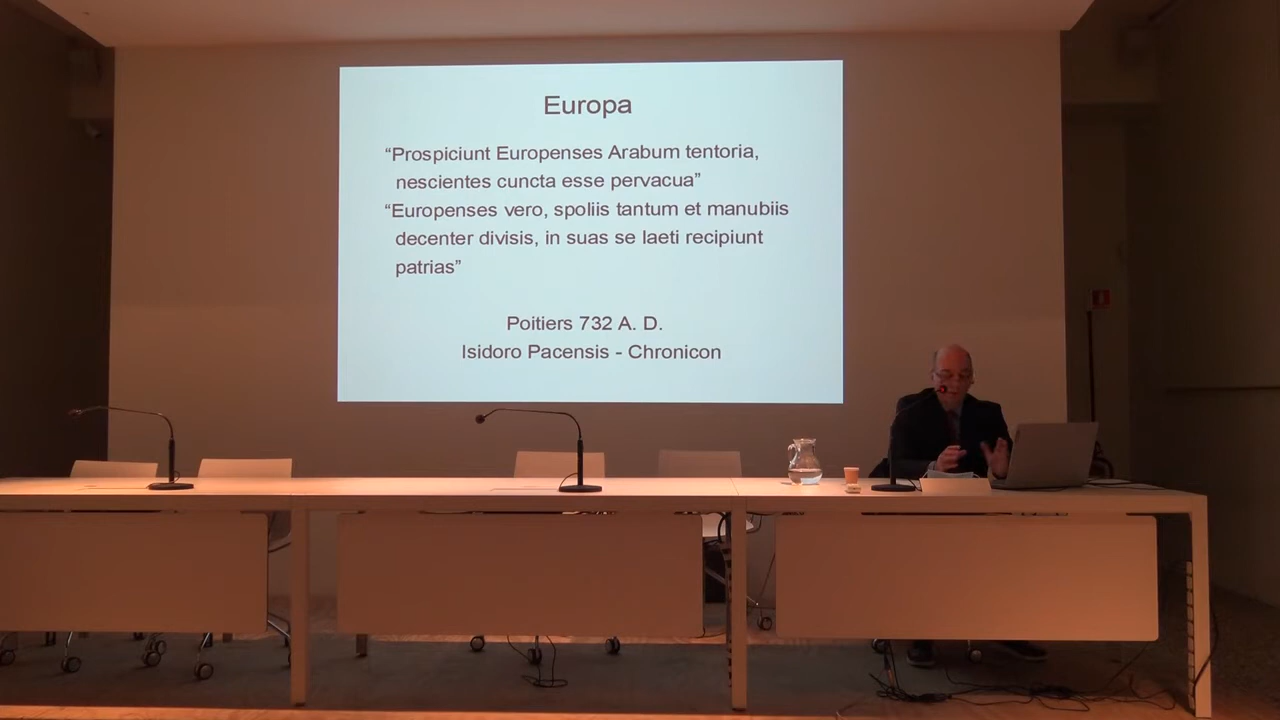 Europa
“Prospiciunt Europenses Arabum tentoria,
nescientes cuncta esse pervacua”
“Europenses vero, spoliis tantum et manubiis
decenter divisis, in suas se laeti recipiunt
patrias”
Poitiers 732 A. D.
Isidoro Pacensis - Chronicon